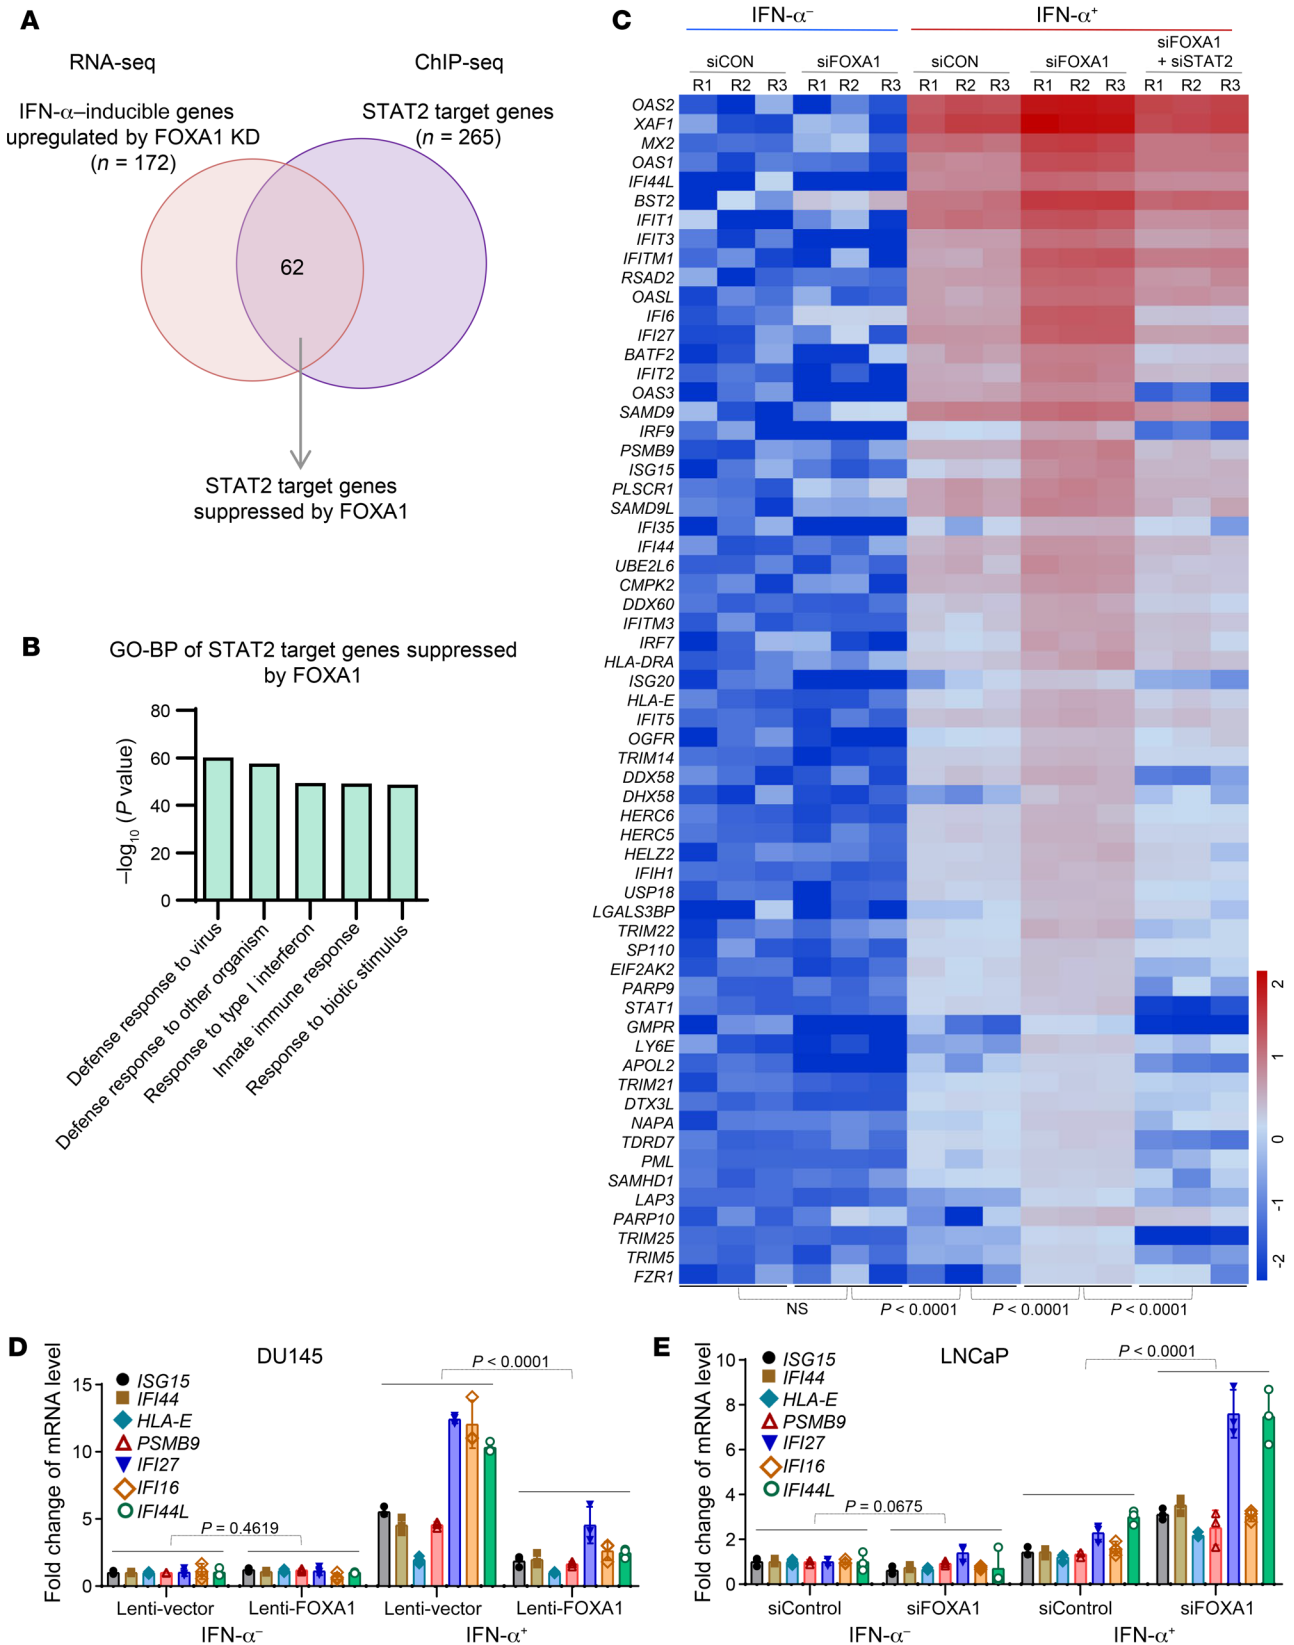 A
RNA-seq
ChIP-seq
IFN-α–inducible genes
upregulated by FOXA1 KD
(n = 172)
STAT2 target genes
(n = 265)
62
STAT2 target genes
suppressed by FOXA1
B
GO-BP of STAT2 target genes suppressed
by FOXA1
–log10 (P value)
80
60
40
20
0
Defense response to virus
Defense response to other organism
Response to type I interferon
Innate immune response
Response to biotic stimulus
C
IFN-α– IFN-α+
siCON siFOXA1 siCON siFOXA1 siFOXA1
+ siSTAT2
R1 R2 R3 R1 R2 R3 R1 R2 R3 R1 R2 R3 R1 R2 R3
OAS2
XAF1
MX2
OAS1
IFI44L
BST2
IFIT1
IFIT3
IFITM1
RSAD2
OASL
IFI6
IFI27
BATF2
IFIT2
OAS3
SAMD9
IRF9
PSMB9
ISG15
PLSCR1
SAMD9L
IFI35
IFI44
UBE2L6
CMPK2
DDX60
IFITM3
IRF7
HLA-DRA
ISG20
HLA-E
IFIT5
OGFR
TRIM14
DDX58
DHX58
HERC6
HERC5
HELZ2
IFIH1
USP18
LGALS3BP
TRIM22
SP110
EIF2AK2
PARP9
STAT1
GMPR
LY6E
APOL2
TRIM21
DTX3L
NAPA
TDRD7
PML
SAMHD1
LAP3
PARP10
TRIM25
TRIM5
FZR1
2
1
0
-1
-2
NS P < 0.0001 P < 0.0001 P < 0.0001
D
DU145
Fold change of mRNA level
15
10
5
0
ISG15
IFI44
HLA-E
PSMB9
IFI27
IFI16
IFI44L
P = 0.4619
P < 0.0001
Lenti-vector Lenti-FOXA1 Lenti-vector Lenti-FOXA1
IFN-α– IFN-α+
E
LNCaP
Fold change of mRNA level
10
8
6
4
2
0
ISG15
IFI44
HLA-E
PSMB9
IFI27
IFI16
IFI44L
P = 0.0675
P < 0.0001
siControl siFOXA1 siControl siFOXA1
IFN-α– IFN-α+